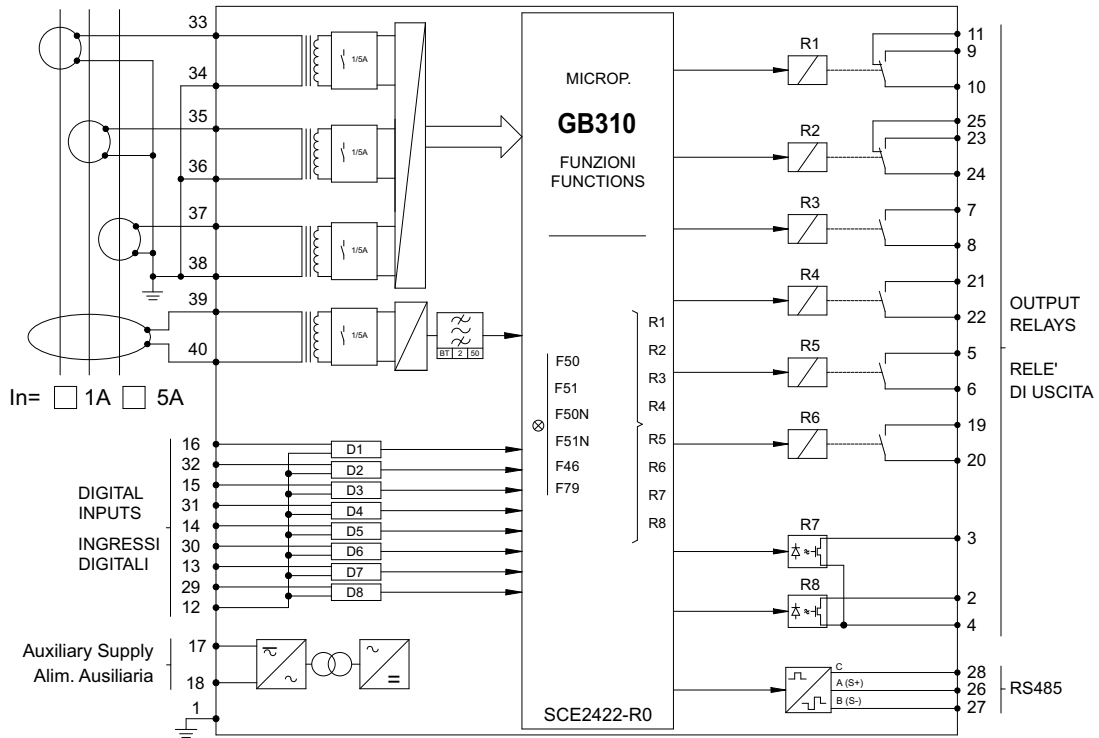 33
34
35
36
37
38
39
40
1/5A
1/5A
1/5A
1/5A
BT 2 50
In= 1A 5A
16
32
15
31
14
30
13
29
12
DIGITAL
INPUTS
INGRESSI
DIGITALI
D1
D2
D3
D4
D5
D6
D7
D8
Auxiliary Supply
Alim. Ausiliaria
17
18
1
MICROP.
GB310
FUNZIONI
FUNCTIONS
F50
F51
F50N
F51N
F46
F79
R1
R2
R3
R4
R5
R6
R7
R8
SCE2422-R0
R1
R2
R3
R4
R5
R6
R7
R8
11
9
10
25
23
24
7
8
21
22
5
6
19
20
3
2
4
OUTPUT
RELAYS
RELE'
DI USCITA
C
A (S+)
B (S-)
28
26
27
RS485